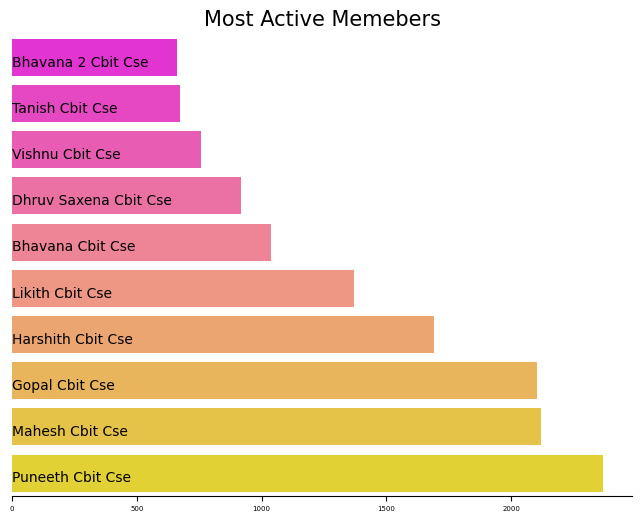 Most Active Memebers
Bhavana 2 Cbit Cse
Tanish Cbit Cse
Vishnu Cbit Cse
Dhruv Saxena Cbit Cse
Bhavana Cbit Cse
Likith Cbit Cse
Harshith Cbit Cse
Gopal Cbit Cse
Mahesh Cbit Cse
Puneeth Cbit Cse
0 500 1000 1500 2000